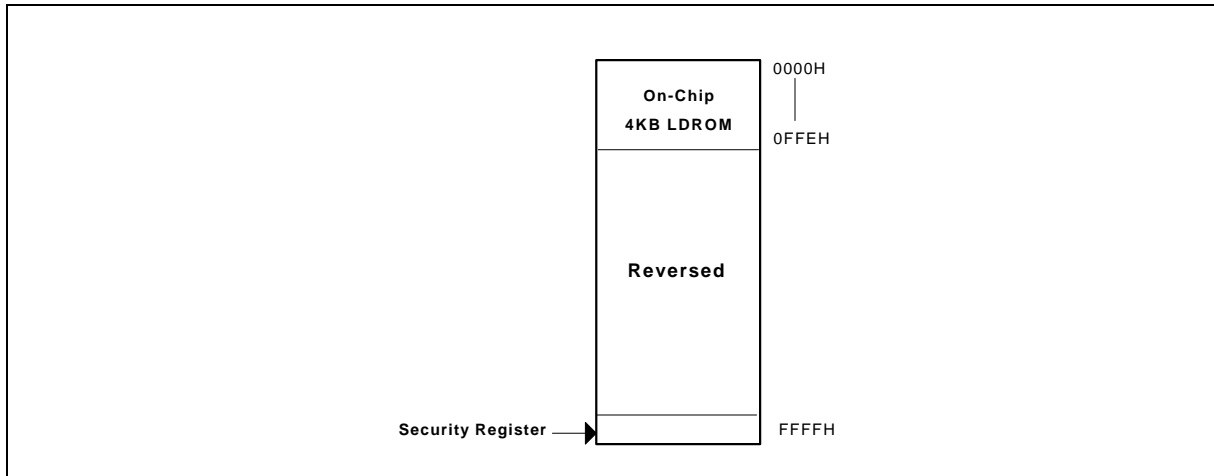 0000H
On-Chip
4KB LDROM
0FFEH
Reversed
Security Register
FFFFH